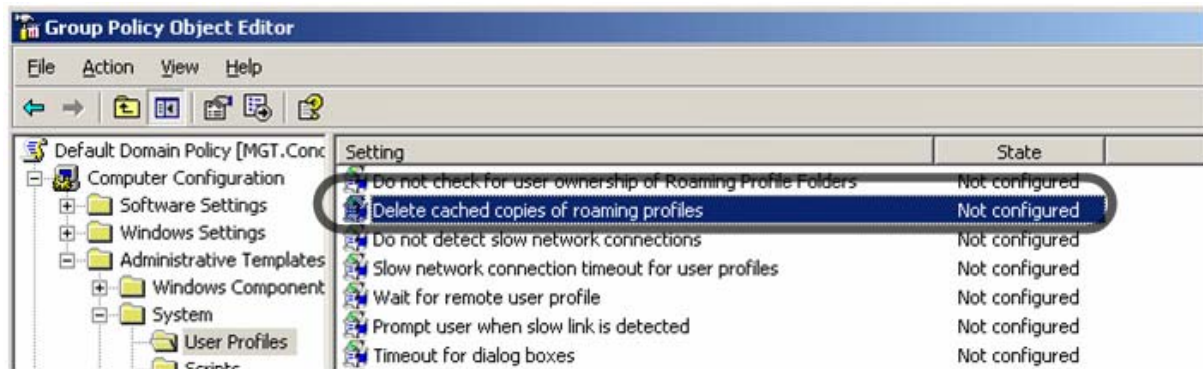 Group Policy Object Editor
File Action View Help
Default Domain Policy [MGT.Conc
Setting State
Computer Configuration
Do not check for user ownership of Roaming Profile Folders Not configured
Software Settings
Delete cached copies of roaming profiles Not configured
Windows Settings
Do not detect slow network connections Not configured
Administrative Templates
Slow network connection timeout for user profiles Not configured
Windows Component
Wait for remote user profile Not configured
System
Prompt user when slow link is detected Not configured
User Profiles
Timeout for dialog boxes Not configured
Scripts